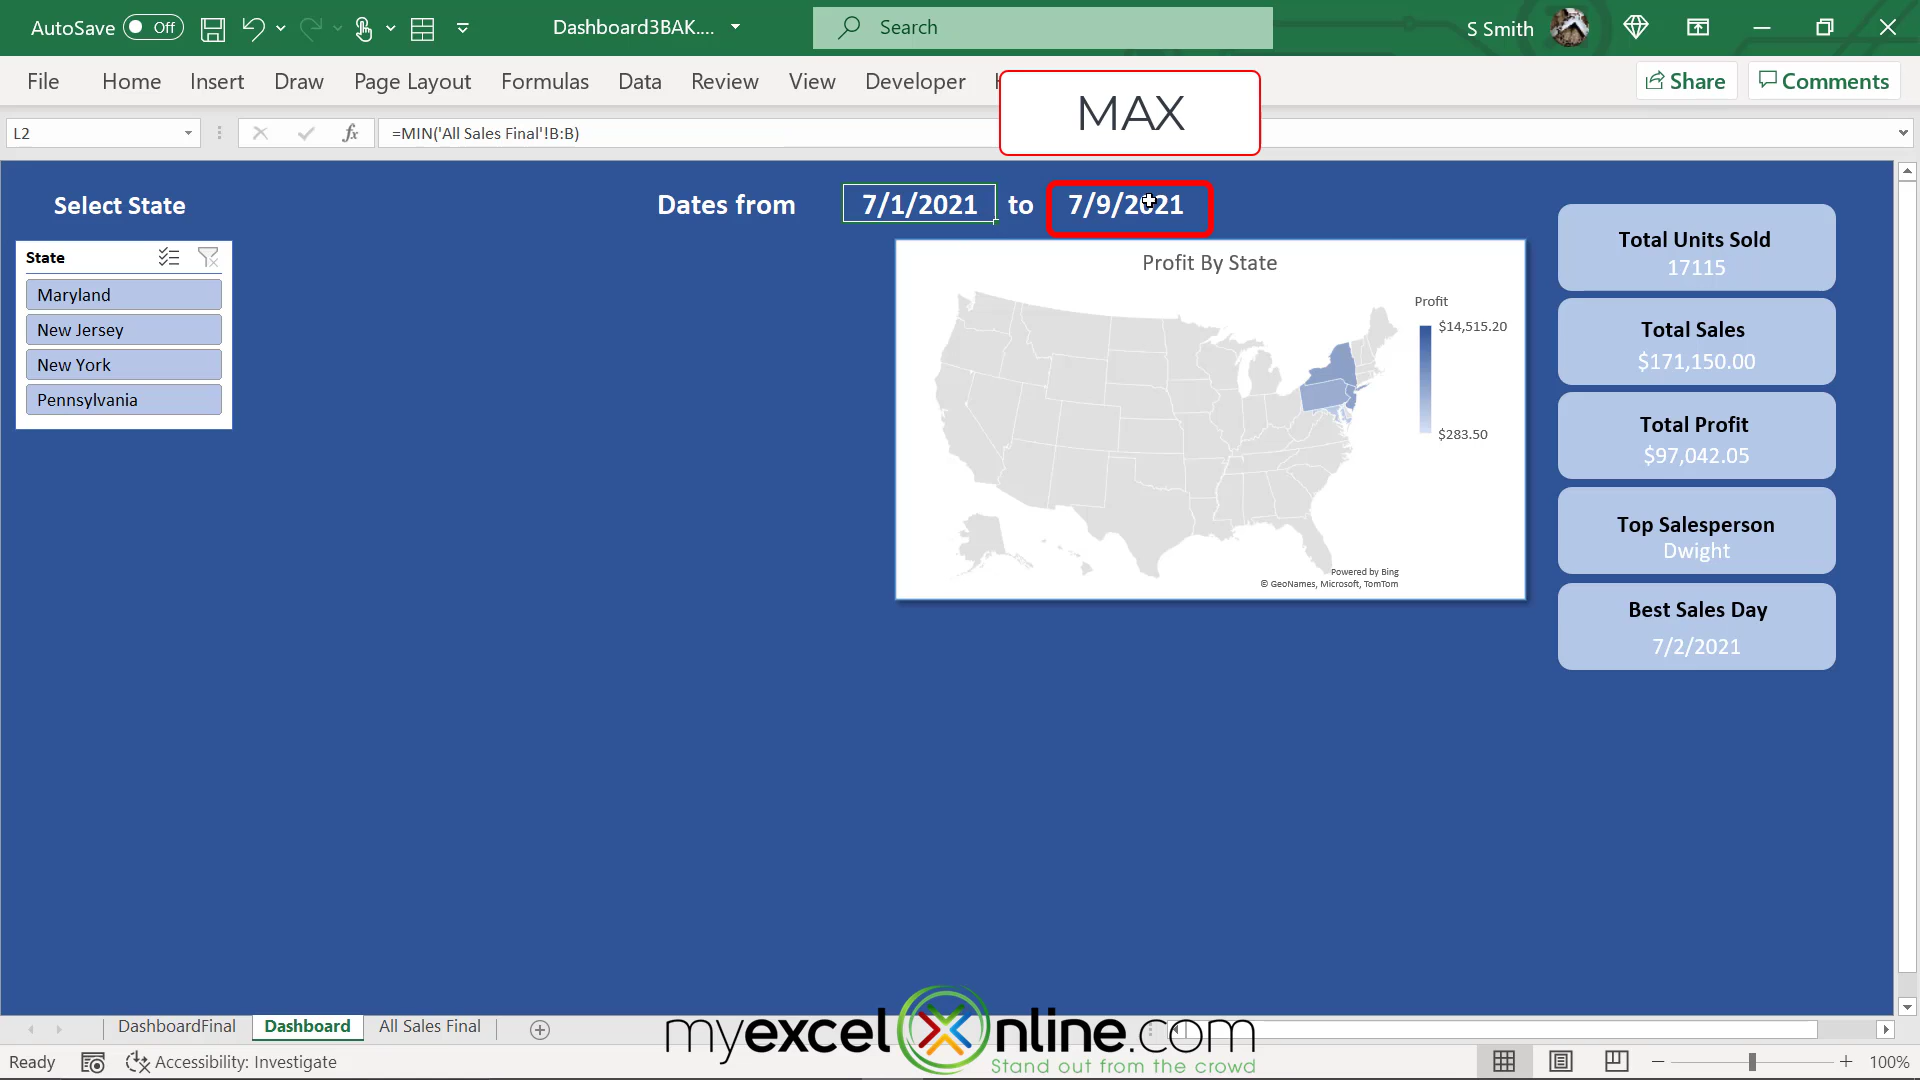 AutoSave Off Dashboard3BAK.... Search S Smith
File Home Insert Draw Page Layout Formulas Data Review View Developer Share Comments
MAX
L2 fx =MIN('All Sales Final'!B:B)
Select State Dates from 7/1/2021 to 7/9/2021
State
Maryland
New Jersey
New York
Pennsylvania
Profit By State
Profit
$14,515.20
$283.50
Powered by Bing
© GeoNames, Microsoft, TomTom
Total Units Sold
17115
Total Sales
$171,150.00
Total Profit
$97,042.05
Top Salesperson
Dwight
Best Sales Day
7/2/2021
DashboardFinal Dashboard All Sales Final
myexcelonline.com
Stand out from the crowd
Ready Accessibility: Investigate 100%